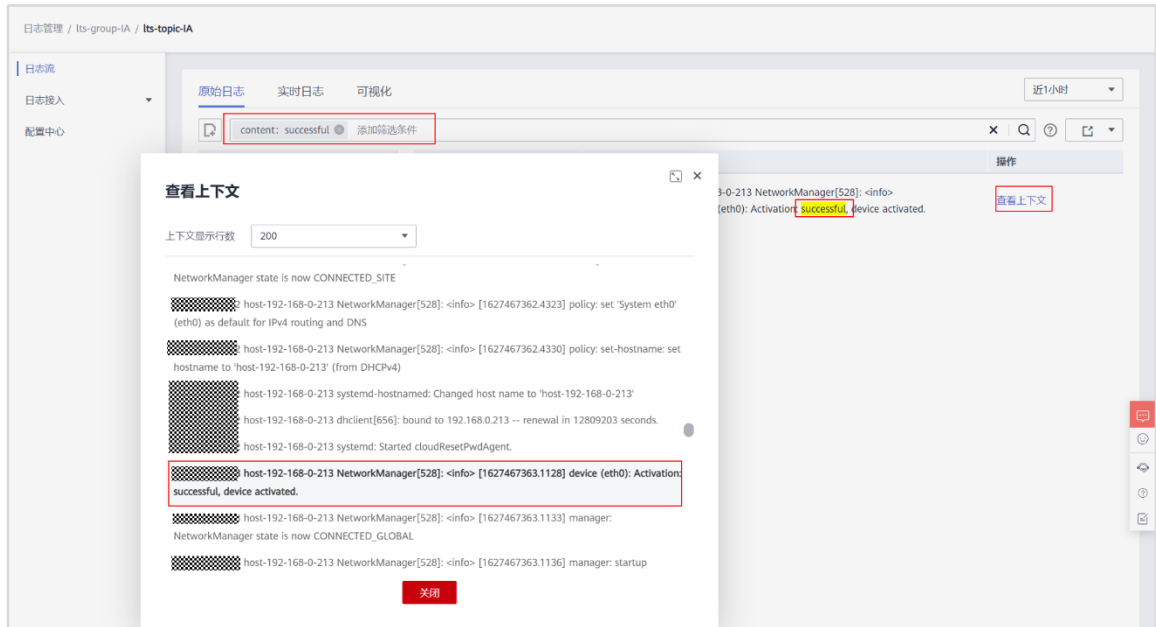 日志管理 / lts-group-IA / lts-topic-IA
日志流
日志接入
配置中心
原始日志 实时日志 可视化
近1小时
content: successful 添加筛选条件
操作
3-0-213 NetworkManager[528]: <info>
(eth0): Activation: successful, device activated.
查看上下文
查看上下文
上下文显示行数 200
NetworkManager state is now CONNECTED_SITE
host-192-168-0-213 NetworkManager[528]: <info> [1627467362.4323] policy: set 'System eth0'
(eth0) as default for IPv4 routing and DNS
host-192-168-0-213 NetworkManager[528]: <info> [1627467362.4330] policy: set-hostname: set
hostname to 'host-192-168-0-213' (from DHCPv4)
host-192-168-0-213 systemd-hostnamed: Changed host name to 'host-192-168-0-213'
host-192-168-0-213 dhclient[656]: bound to 192.168.0.213 -- renewal in 12809203 seconds.
host-192-168-0-213 systemd: Started cloudResetPwdAgent.
host-192-168-0-213 NetworkManager[528]: <info> [1627467363.1128] device (eth0): Activation:
successful, device activated.
host-192-168-0-213 NetworkManager[528]: <info> [1627467363.1133] manager:
NetworkManager state is now CONNECTED_GLOBAL
host-192-168-0-213 NetworkManager[528]: <info> [1627467363.1136] manager: startup
关闭